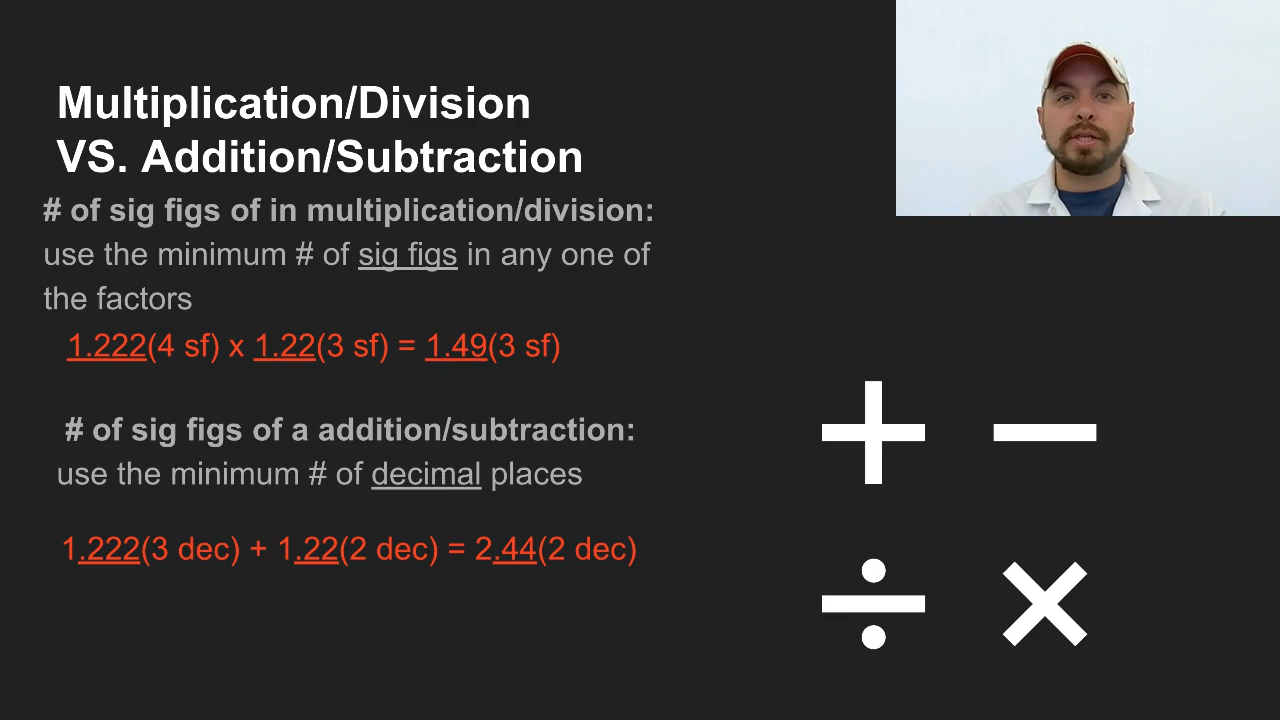 Multiplication/Division
VS. Addition/Subtraction
# of sig figs of in multiplication/division:
use the minimum # of sig figs in any one of
the factors
1.222(4 sf) x 1.22(3 sf) = 1.49(3 sf)
# of sig figs of a addition/subtraction:
use the minimum # of decimal places
1.222(3 dec) + 1.22(2 dec) = 2.44(2 dec)
+ −
÷ ×